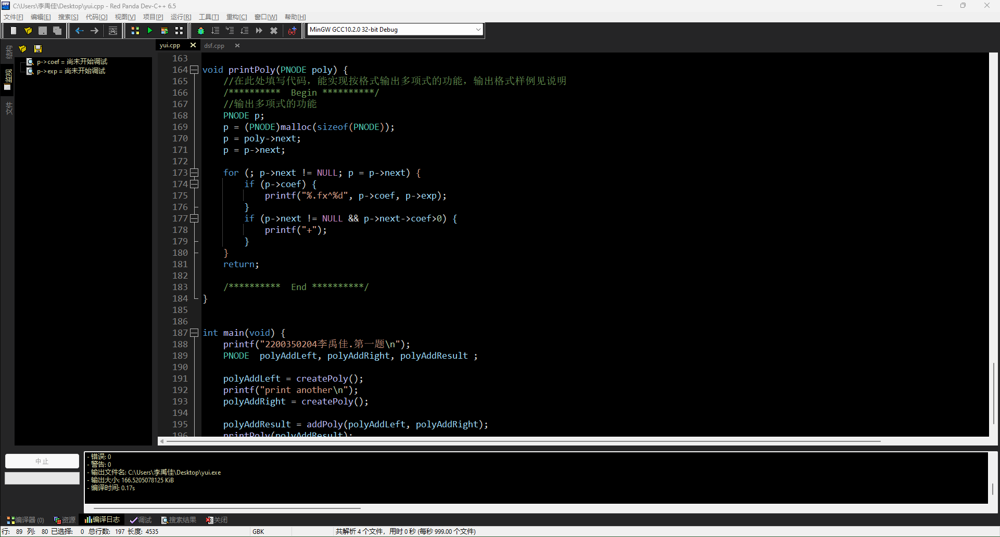 C:\Users\李禹佳\Desktop\yui.cpp - Red Panda Dev-C++ 6.5
文件[F] 编辑[E] 搜索[S] 代码[O] 视图[V] 项目[P] 运行[R] 工具[T] 重构[C] 窗口[W] 帮助[H]
MinGW GCC10.2.0 32-bit Debug
结构
监视
文件
p->coef = 尚未开始调试
p->exp = 尚未开始调试
yui.cpp dsf.cpp
163
164 void printPoly(PNODE poly) {
165 //在此处填写代码，能实现按格式输出多项式的功能，输出格式样例见说明
166 /********** Begin **********/
167 //输出多项式的功能
168 PNODE p;
169 p = (PNODE)malloc(sizeof(PNODE));
170 p = poly->next;
171 p = p->next;
172
173 for (; p->next != NULL; p = p->next) {
174 if (p->coef) {
175 printf("%.fx^%d", p->coef, p->exp);
176 }
177 if (p->next != NULL && p->next->coef>0) {
178 printf("+");
179 }
180 }
181 return;
182
183 /********** End **********/
184 }
185
186
187 int main(void) {
188 printf("2200350204李禹佳.第一题\n");
189 PNODE  polyAddLeft, polyAddRight, polyAddResult ;
190
191 polyAddLeft = createPoly();
192 printf("print another\n");
193 polyAddRight = createPoly();
194
195 polyAddResult = addPoly(polyAddLeft, polyAddRight);
196 printPoly(polyAddResult);
中止
- 错误: 0
- 警告: 0
- 输出文件名: C:\Users\李禹佳\Desktop\yui.exe
- 输出大小: 166.5205078125 KiB
- 编译时间: 0.17s
编译器 (0) 资源 编译日志 调试 搜索结果 关闭
行: 89 列: 80 已选择: 0 总行数: 197 长度: 4535 GBK 共解析 4 个文件，用时 0 秒 (每秒 999.00 个文件)